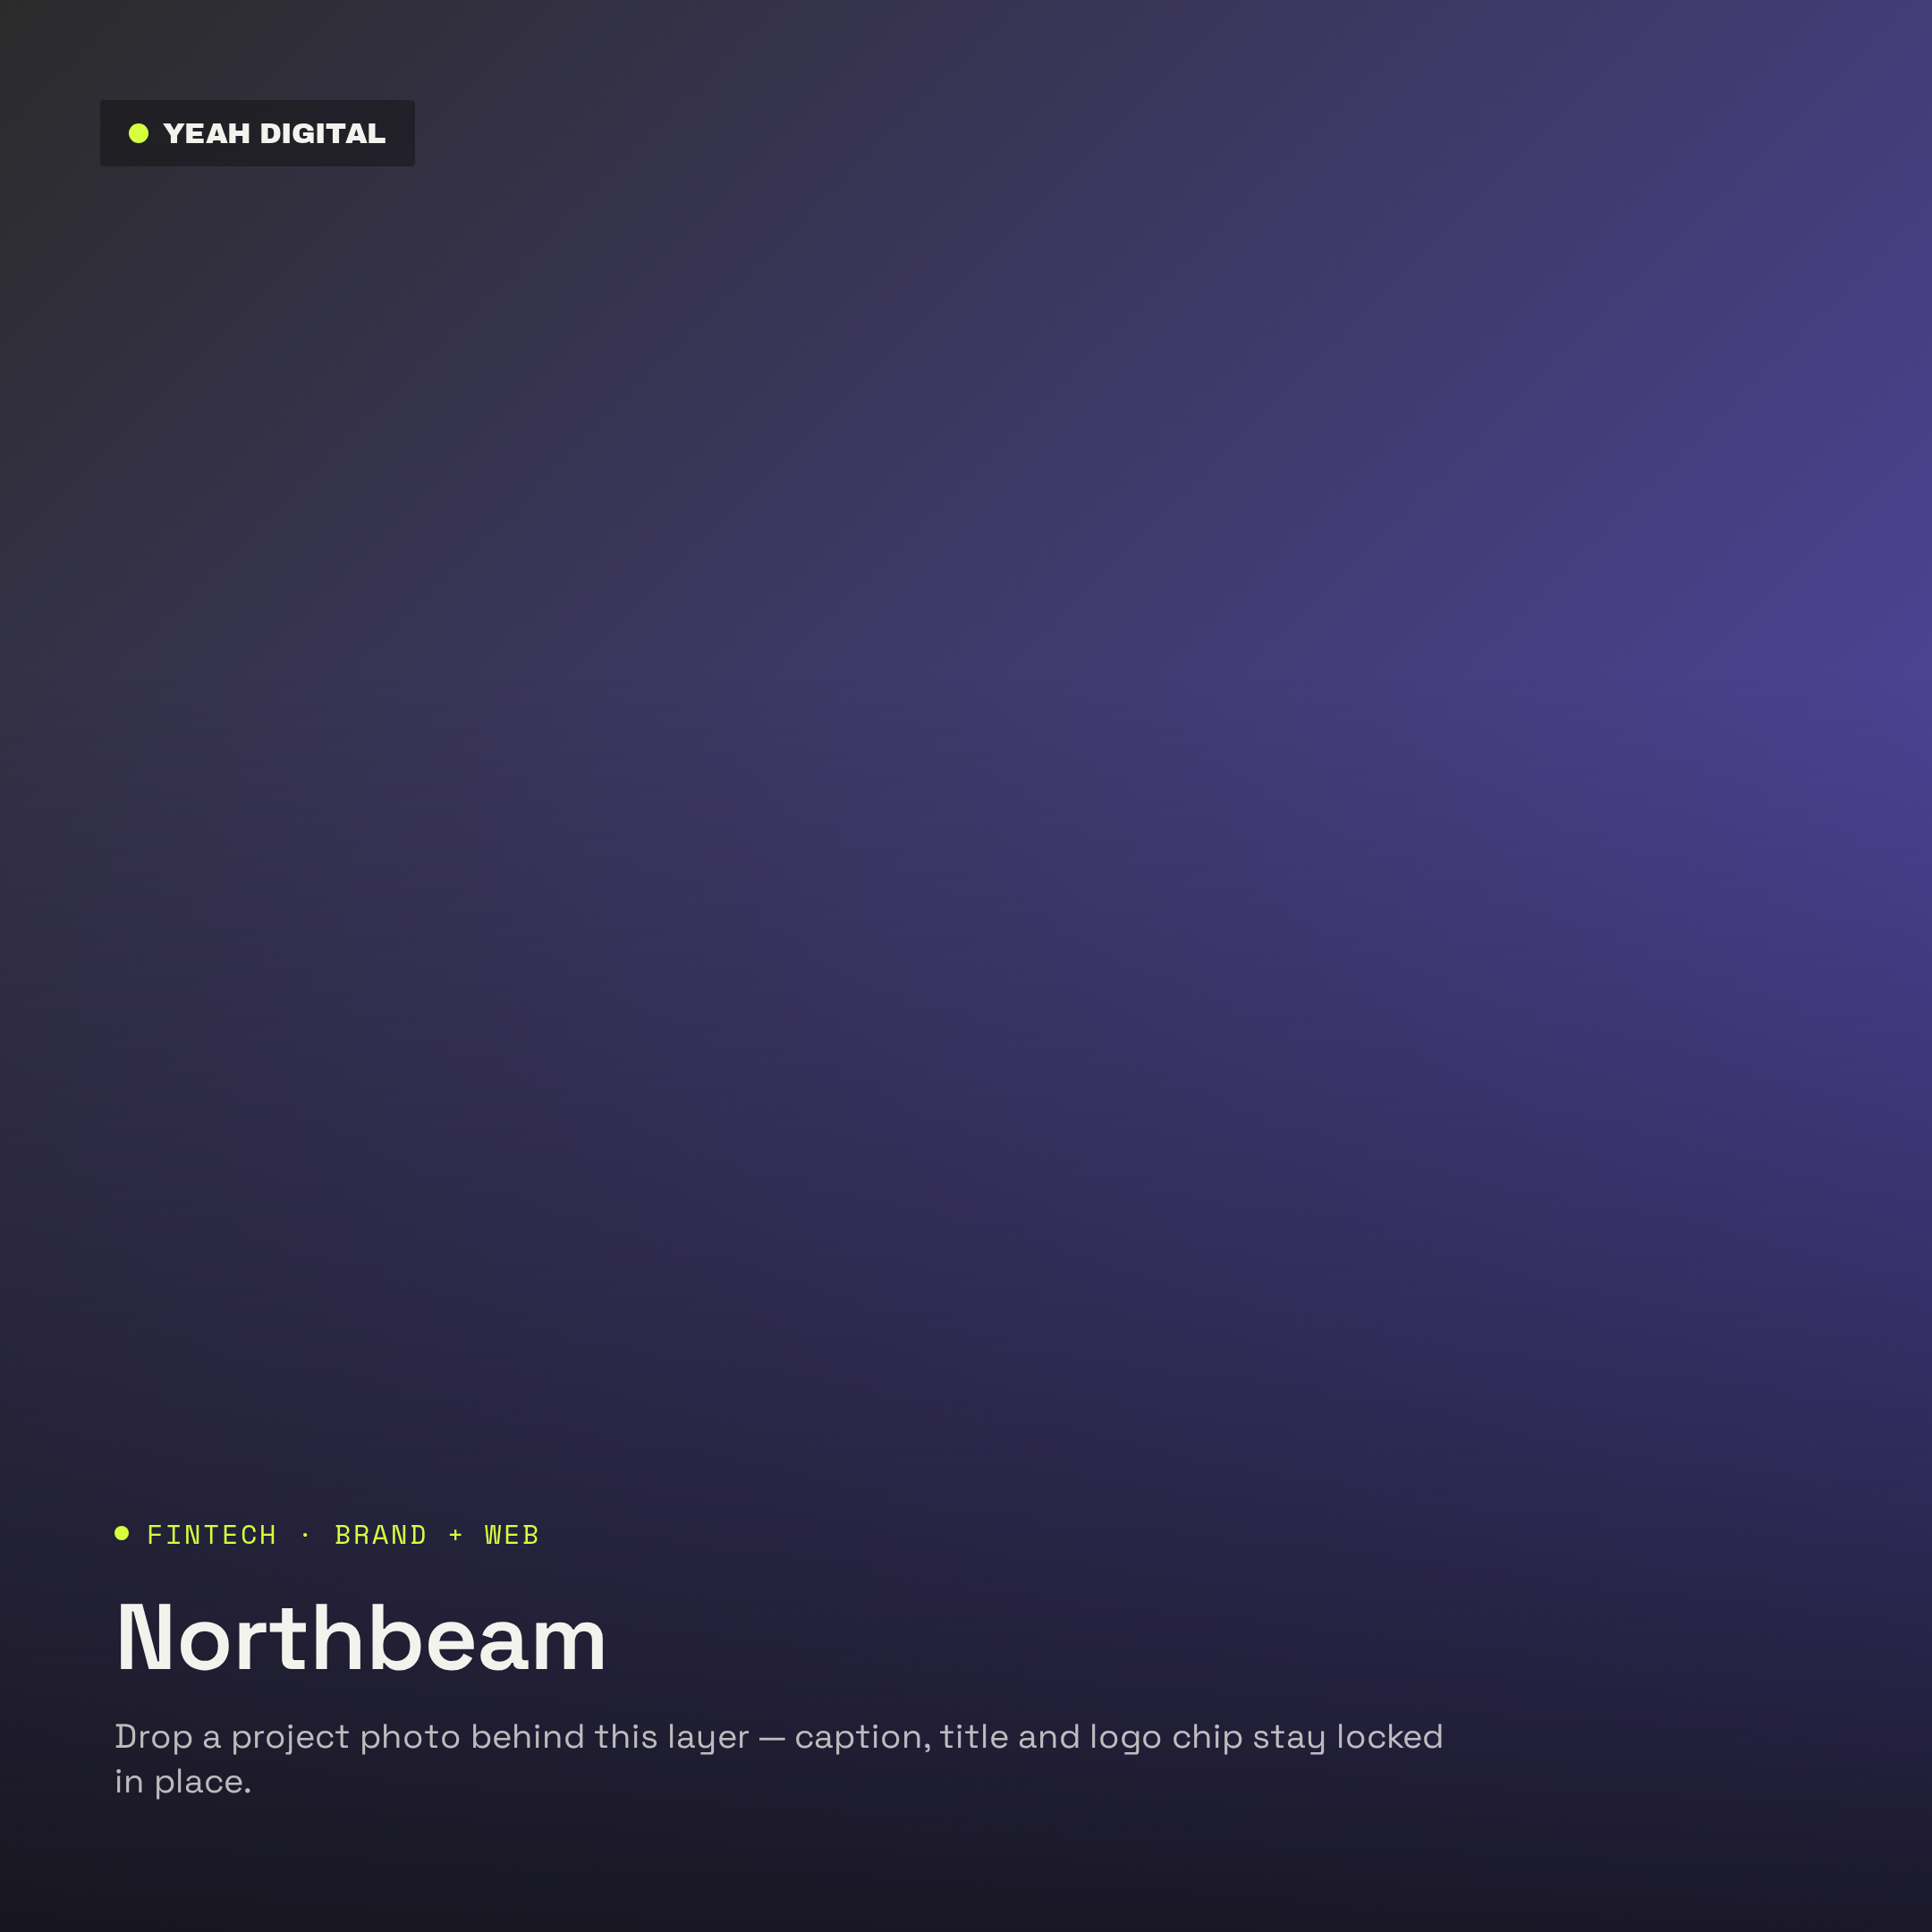 YEAH DIGITAL
FINTECH · BRAND + WEB
Northbeam
Drop a project photo behind this layer — caption, title and logo chip stay locked
in place.